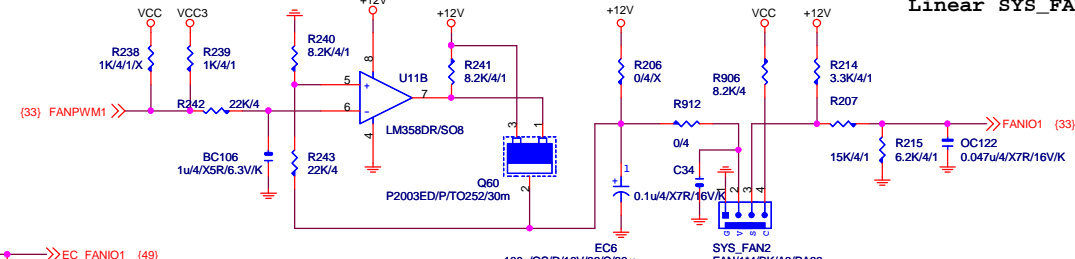 Linear SYS_FA
VCC
VCC3
+12V
+12V
+12V
VCC
+12V
R238
1K/4/1/X
R239
1K/4/1
R240
8.2K/4/1
8
U11B
R241
8.2K/4/1
R206
0/4/X
R906
8.2K/4
R214
3.3K/4/1
5
+
6
-
7
4
LM358DR/SO8
{33} FANPWM1
R242
22K/4
R912
0/4
R207
15K/4/1
FANIO1 {33}
BC106
1u/4/X5R/6.3V/K
R243
22K/4
3
1
2
Q60
P2003ED/P/TO252/30m
1
+
0.1u/4/X7R/16V/K
C34
R215
6.2K/4/1
OC122
0.047u/4/X7R/16V/K
1
2
3
4
G
V
S
C
EC6
SYS_FAN2
EC_FANIO1 {49}